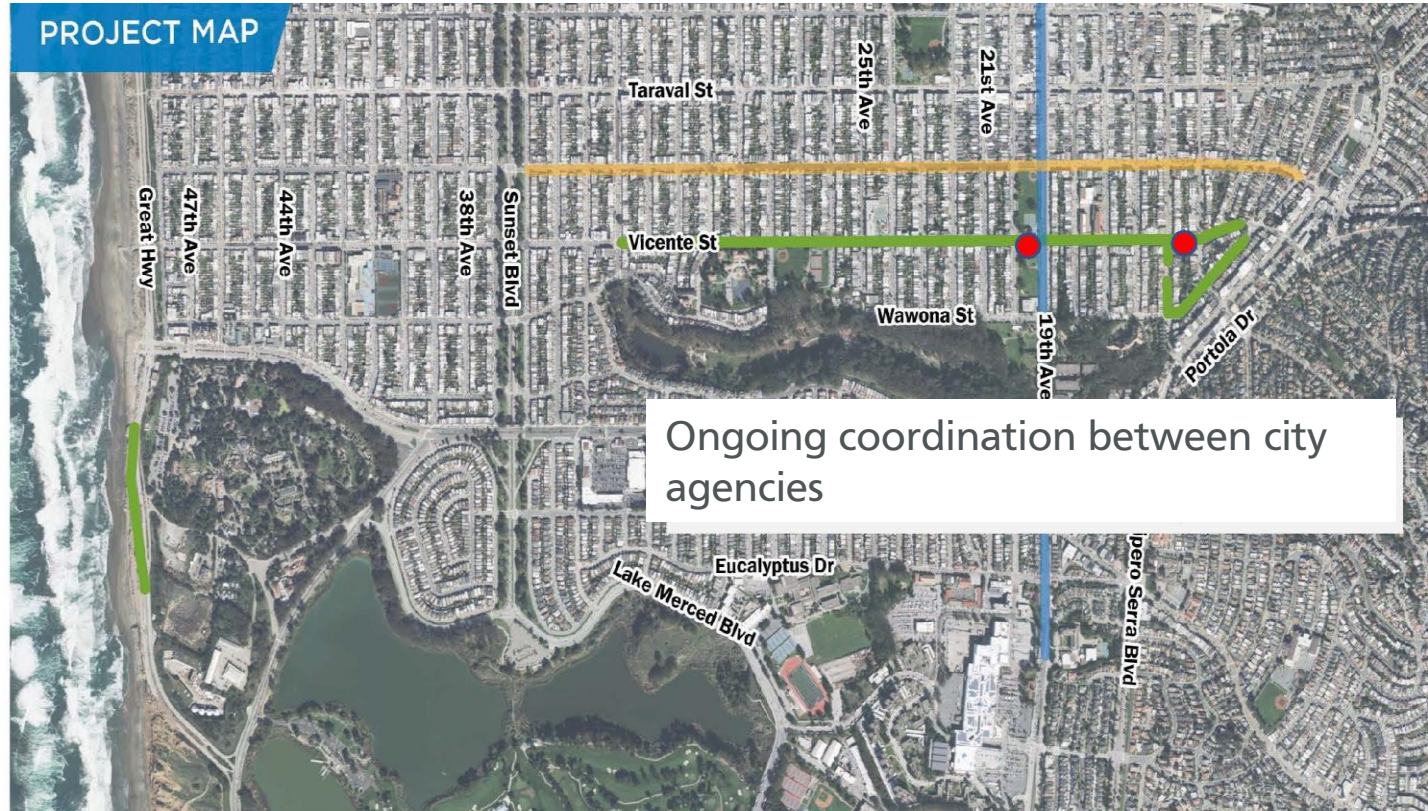 PROJECT MAP
Taraval St
25th Ave
21st Ave
Great Hwy
47th Ave
44th Ave
38th Ave
Sunset Blvd
Vicente St
Wawona St
19th Ave
Portola Dr
Ongoing coordination between city
agencies
Eucalyptus Dr
Lake Merced Blvd
ipero Serra Blvd